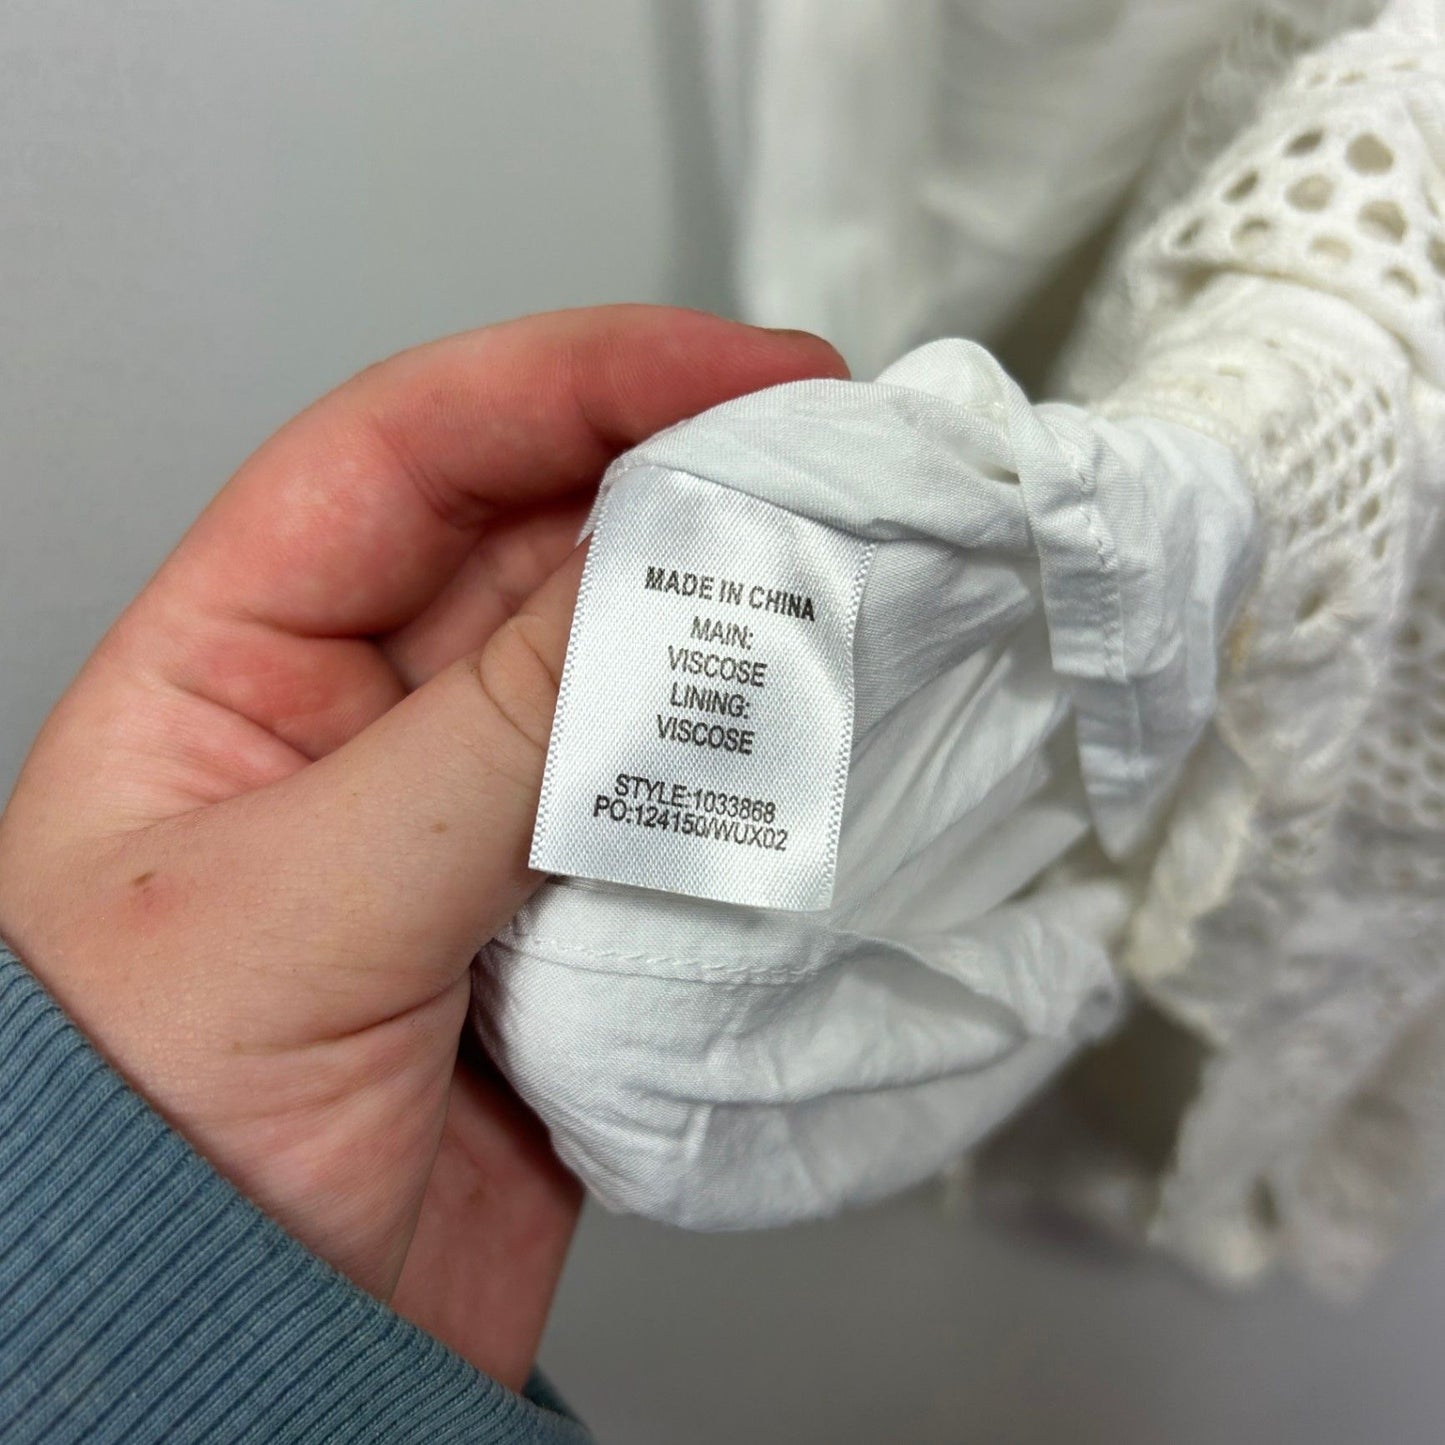 MADE IN CHINA
MAIN:
VISCOSE
LINING:
VISCOSE
STYLE:1033868
PO:124150/WUX02